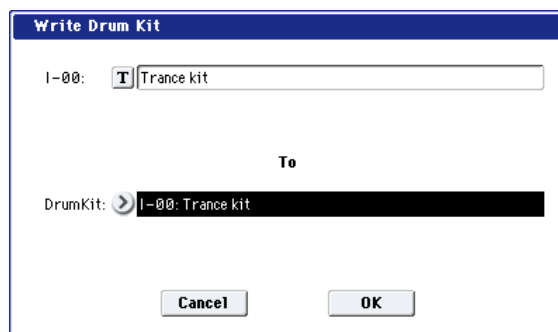 Write Drum Kit
I-00: T Trance kit
To
DrumKit: I-00: Trance kit
Cancel OK